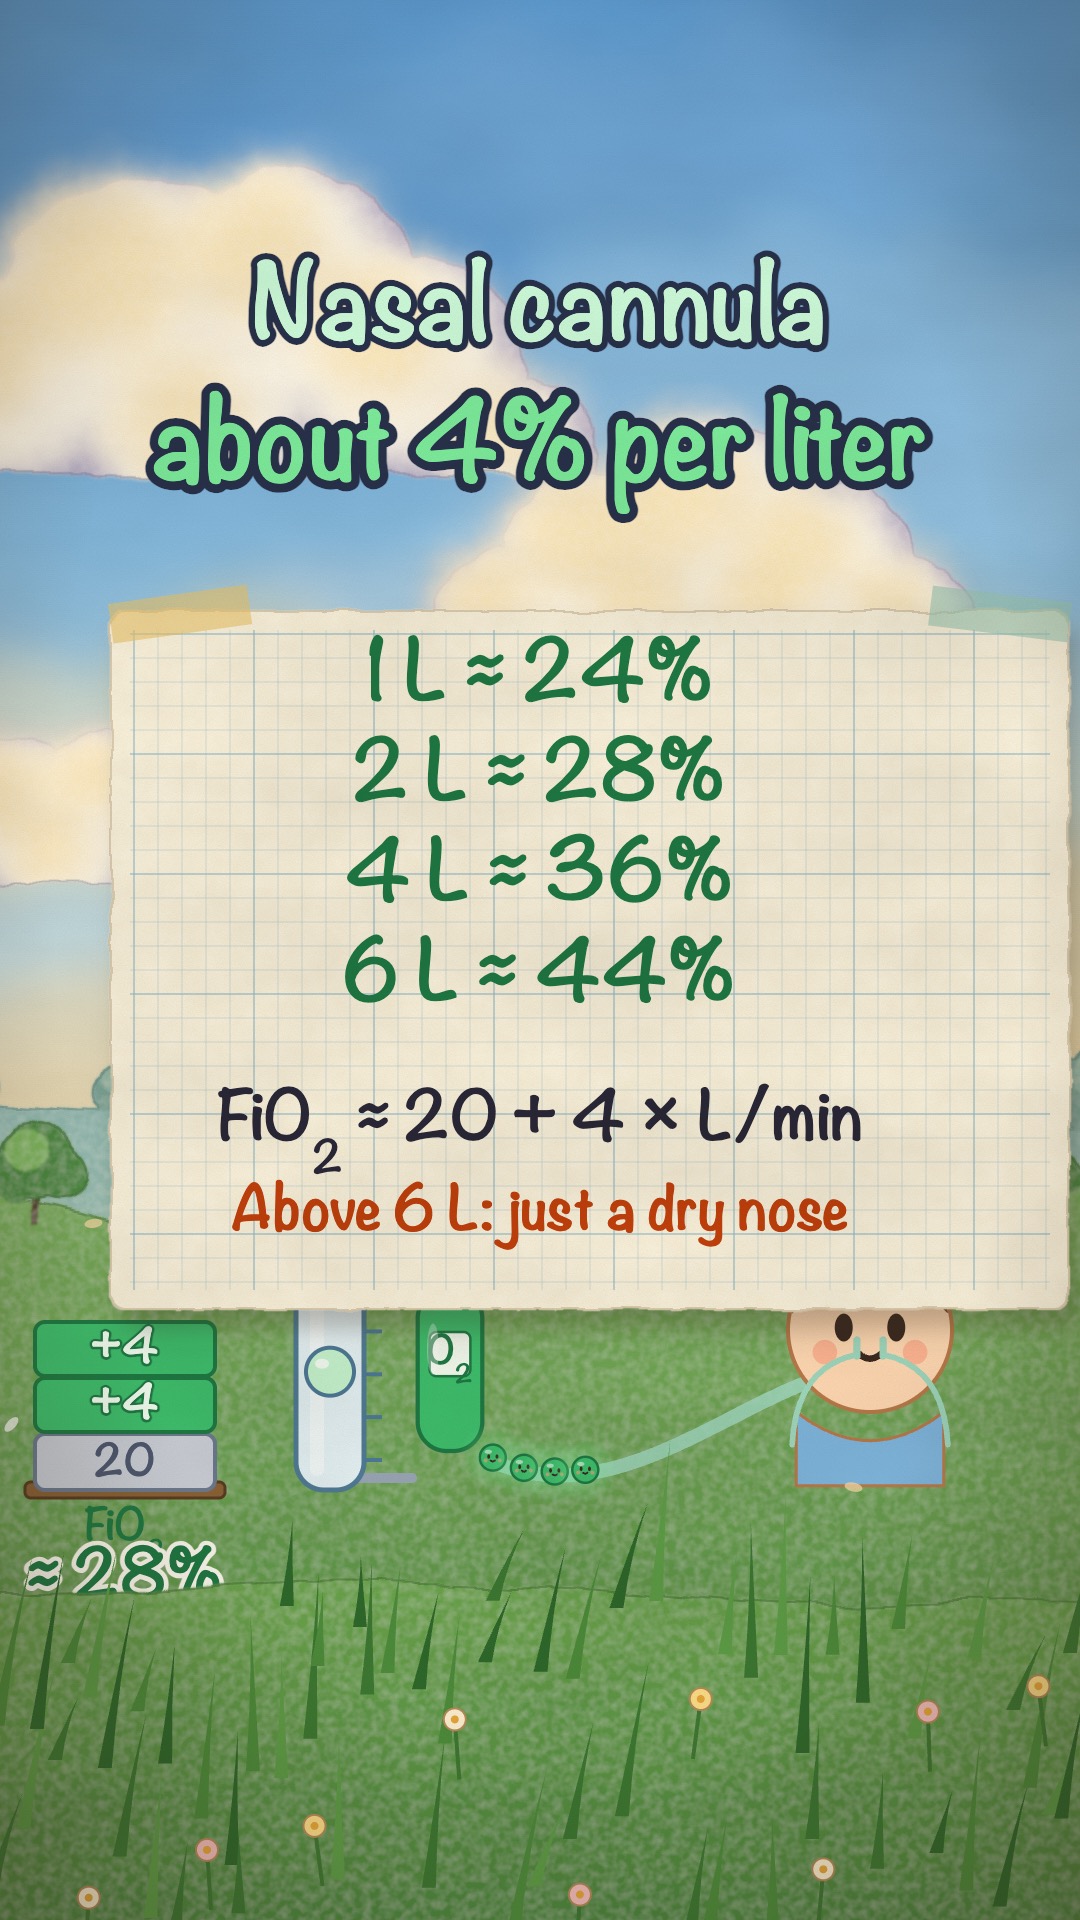 Nasal cannula
about 4% per liter
1 L ≈ 24%
2 L ≈ 28%
4 L ≈ 36%
6 L ≈ 44%
FiO₂ ≈ 20 + 4 × L/min
Above 6 L: just a dry nose
+4
+4
20
FiO₂
≈28%
O₂